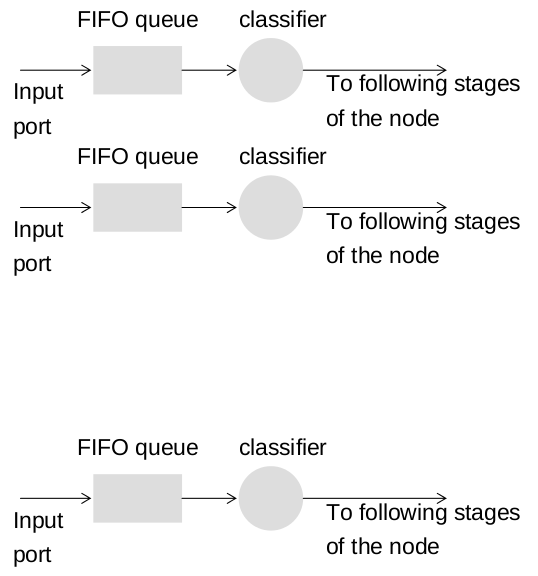 FIFO queue classifier
Input
port
To following stages
of the node
FIFO queue classifier
Input
port
To following stages
of the node
FIFO queue classifier
Input
port
To following stages
of the node